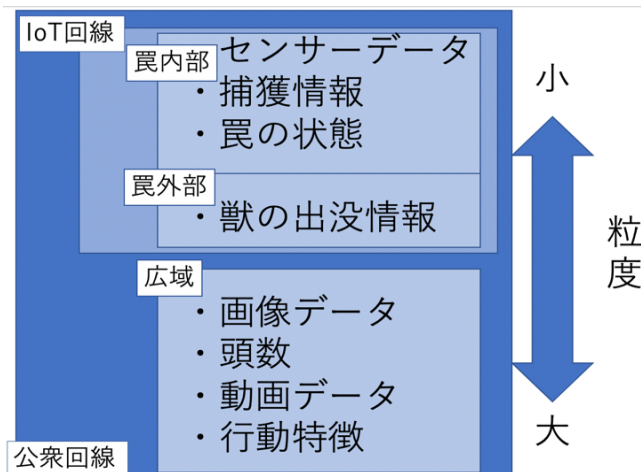 IoT回線
罠内部
センサーデータ
・捕獲情報
・罠の状態
罠外部
・獣の出没情報
広域
・画像データ
・頭数
・動画データ
・行動特徴
公衆回線
小
粒度
大